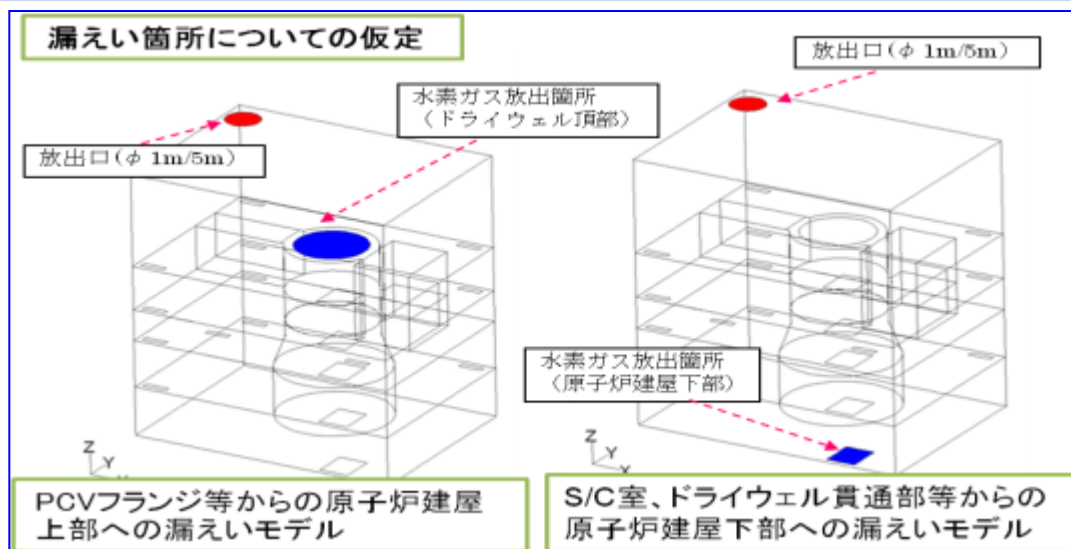 漏えい箇所についての仮定
放出口(φ 1m/5m)
水素ガス放出箇所
(ドライウェル頂部)
放出口(φ 1m/5m)
水素ガス放出箇所
(原子炉建屋下部)
Z
Y
Z
Y
X
PCVフランジ等からの原子炉建屋
上部への漏えいモデル
S/C室、ドライウェル貫通部等からの
原子炉建屋下部への漏えいモデル